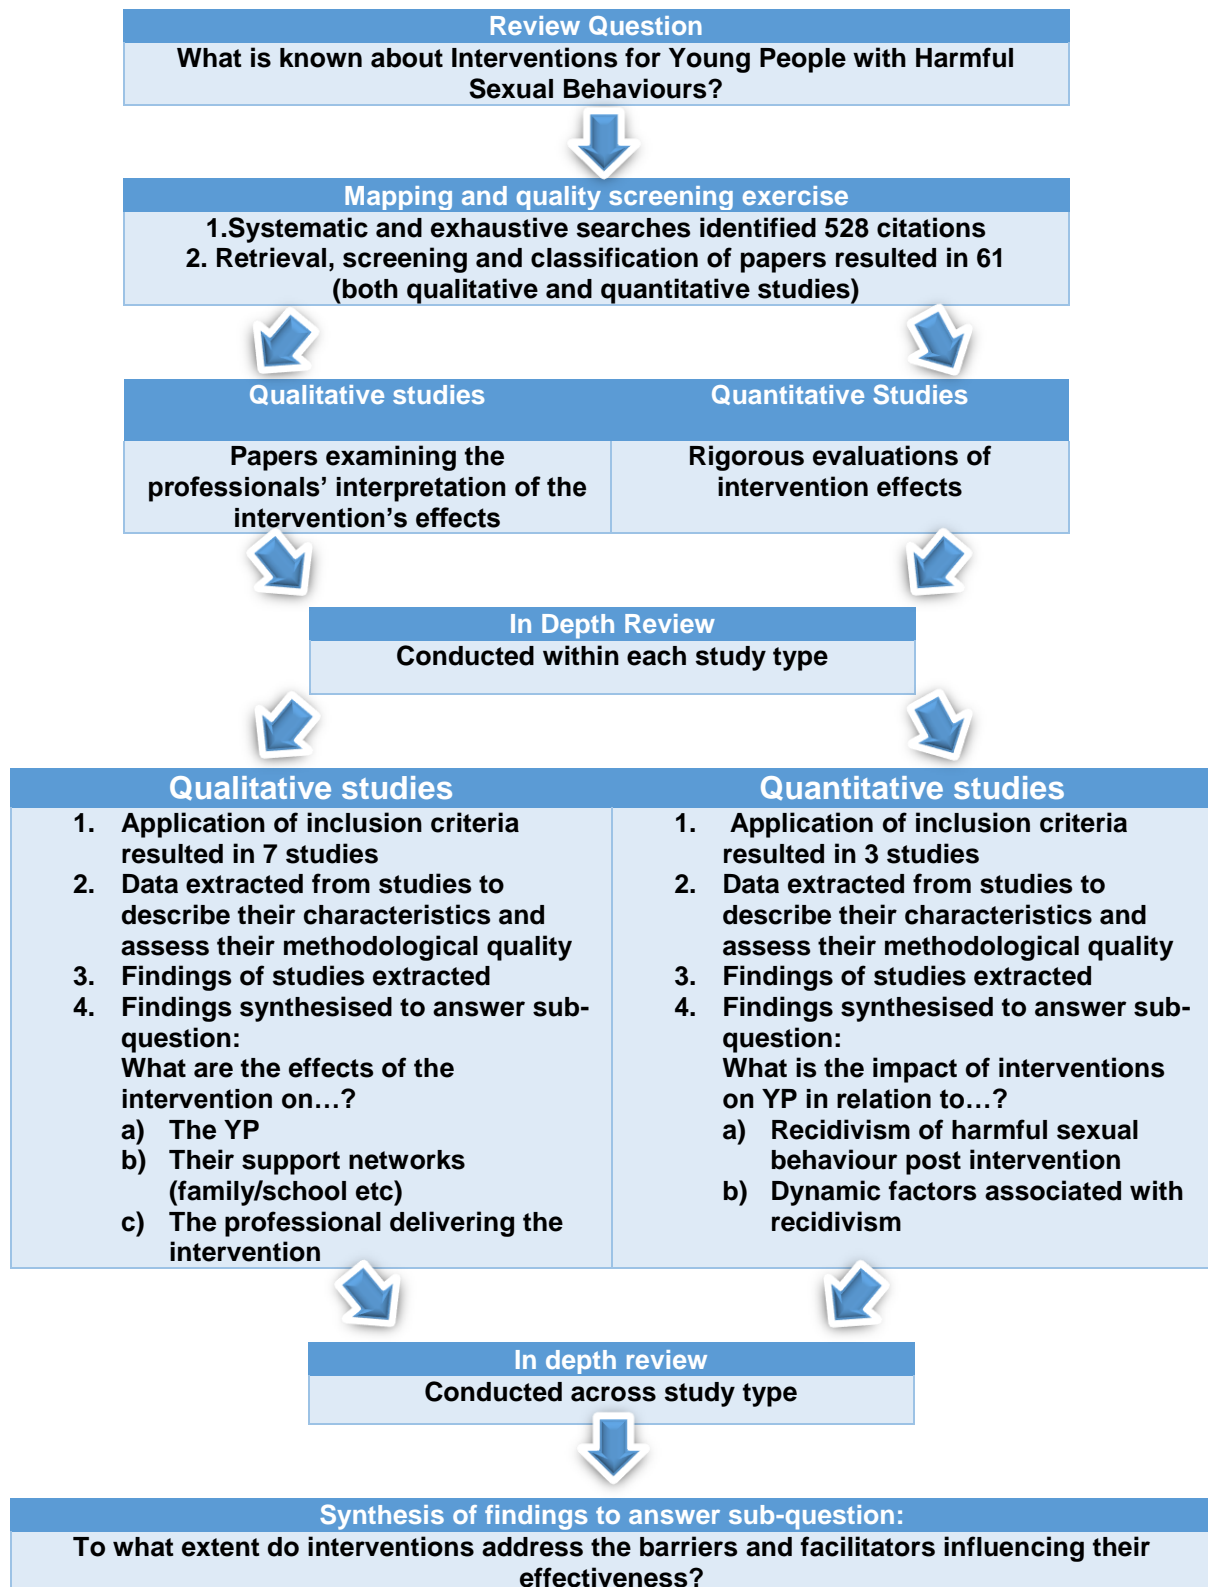 Review Question
What is known about Interventions for Young People with Harmful
Sexual Behaviours?
Mapping and quality screening exercise
1.Systematic and exhaustive searches identified 528 citations
2. Retrieval, screening and classification of papers resulted in 61
(both qualitative and quantitative studies)
Qualitative studies
Papers examining the
professionals’ interpretation of the
intervention’s effects
Quantitative Studies
Rigorous evaluations of
intervention effects
In Depth Review
Conducted within each study type
Qualitative studies
1. Application of inclusion criteria
resulted in 7 studies
2. Data extracted from studies to
describe their characteristics and
assess their methodological quality
3. Findings of studies extracted
4. Findings synthesised to answer sub-
question:
What are the effects of the
intervention on…?
a) The YP
b) Their support networks
(family/school etc)
c) The professional delivering the
intervention
Quantitative studies
1. Application of inclusion criteria
resulted in 3 studies
2. Data extracted from studies to
describe their characteristics and
assess their methodological quality
3. Findings of studies extracted
4. Findings synthesised to answer sub-
question:
What is the impact of interventions
on YP in relation to…?
a) Recidivism of harmful sexual
behaviour post intervention
b) Dynamic factors associated with
recidivism
In depth review
Conducted across study type
Synthesis of findings to answer sub-question:
To what extent do interventions address the barriers and facilitators influencing their
effectiveness?